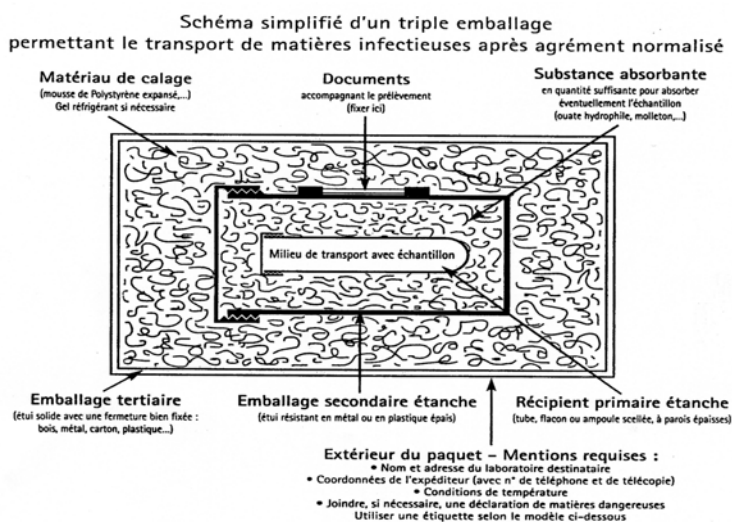 Schéma simplifié d'un triple emballage
permettant le transport de matières infectieuses après agrément normalisé
Matériau de calage
(mousse de Polystyrène expansé,...)
Gel réfrigérant si nécessaire
Documents
accompagnant le prélèvement
(fixer ici)
Substance absorbante
en quantité suffisante pour absorber
éventuellement l'échantillon
(ouate hydrophile, molleton,...)
Milieu de transport avec échantillon
Emballage tertiaire
(étui solide avec une fermeture bien fixée :
bois, métal, carton, plastique...)
Emballage secondaire étanche
(étui résistant en métal ou en plastique épais)
Récipient primaire étanche
(tube, flacon ou ampoule scellée, à parois épaisses)
Extérieur du paquet – Mentions requises :
• Nom et adresse du laboratoire destinataire
• Coordonnées de l'expéditeur (avec n° de téléphone et de télécopie)
• Conditions de température
• Joindre, si nécessaire, une déclaration de matières dangereuses
Utiliser une étiquette selon le modèle ci-dessous